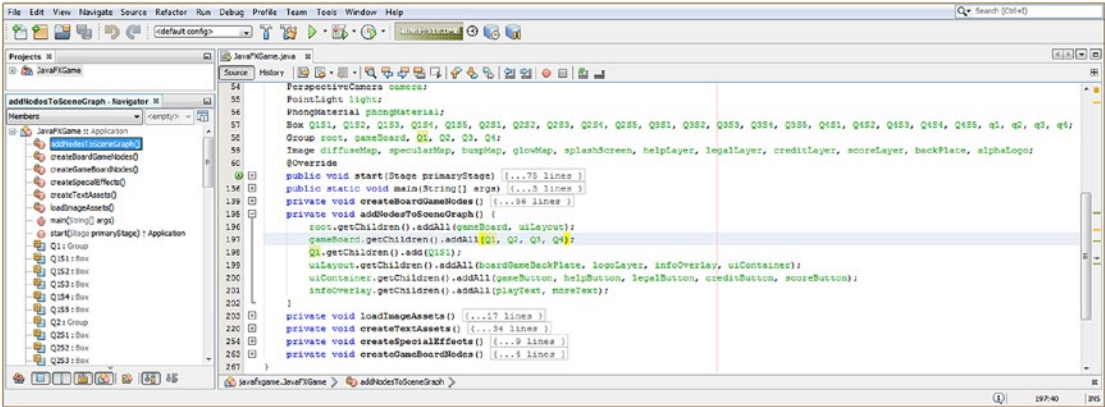 File Edit View Navigate Source Refactor Run Debug Profile Team Tools Window Help
Search (Ctrl+I)
<default config>
Projects
JavaFXGame
addNodesToSceneGraph - Navigator
Members
<empty>
JavaFXGame :: Application
addNodesToSceneGraph()
createBoardGameNodes()
createGameBoardNodes()
createSpecialEffects()
createTextAssets()
loadImageAssets()
main(String[] args)
start(Stage primaryStage) ↑ Application
Q1 : Group
Q1S1 : Box
Q1S2 : Box
Q1S3 : Box
Q1S4 : Box
Q1S5 : Box
Q2 : Group
Q2S1 : Box
Q2S2 : Box
Q2S3 : Box
JavaFXGame.java
Source History
54 PerspectiveCamera camera;
55 PointLight light;
56 PhongMaterial phongMaterial;
57 Box Q1S1, Q1S2, Q1S3, Q1S4, Q1S5, Q2S1, Q2S2, Q2S3, Q2S4, Q2S5, Q3S1, Q3S2, Q3S3, Q3S4, Q3S5, Q4S1, Q4S2, Q4S3, Q4S4, Q4S5, q1, q2, q3, q4;
58 Group root, gameBoard, Q1, Q2, Q3, Q4;
59 Image diffuseMap, specularMap, bumpMap, glowMap, splashScreen, helpLayer, legalLayer, creditLayer, scoreLayer, backPlate, alphaLogo;
60 @Override
public void start(Stage primaryStage) {...75 lines }
136 public static void main(String[] args) {...3 lines }
139 private void createBoardGameNodes() {...56 lines }
195 private void addNodesToSceneGraph() {
196 root.getChildren().addAll(gameBoard, uiLayout);
197 gameBoard.getChildren().addAll(Q1, Q2, Q3, Q4);
198 Q1.getChildren().add(Q1S1);
199 uiLayout.getChildren().addAll(boardGameBackPlate, logoLayer, infoOverlay, uiContainer);
200 uiContainer.getChildren().addAll(gameButton, helpButton, legalButton, creditButton, scoreButton);
201 infoOverlay.getChildren().addAll(playText, moreText);
202 }
203 private void loadImageAssets() {...17 lines }
220 private void createTextAssets() {...34 lines }
254 private void createSpecialEffects() {...9 lines }
263 private void createGameBoardNodes() {...4 lines }
267 }
javafxgame.JavaFXGame
addNodesToSceneGraph
197:40
INS